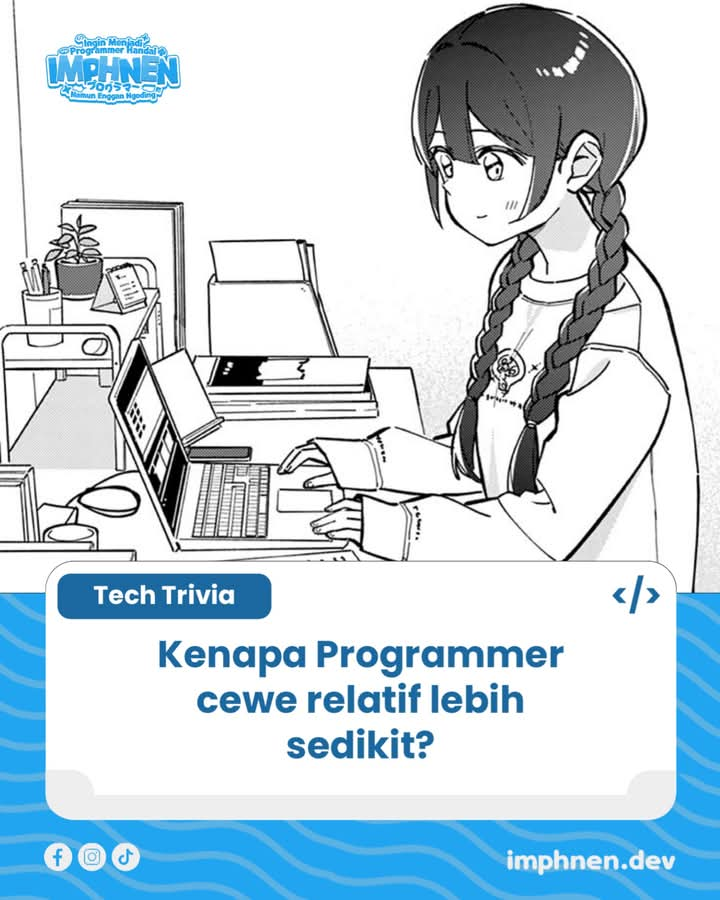 Ingin Menjadi
Programmer Handal
IMPHNEN
プログラマー
Namun Enggan Ngoding
Tech Trivia
</>
Kenapa Programmer
cewe relatif lebih
sedikit?
imphnen.dev